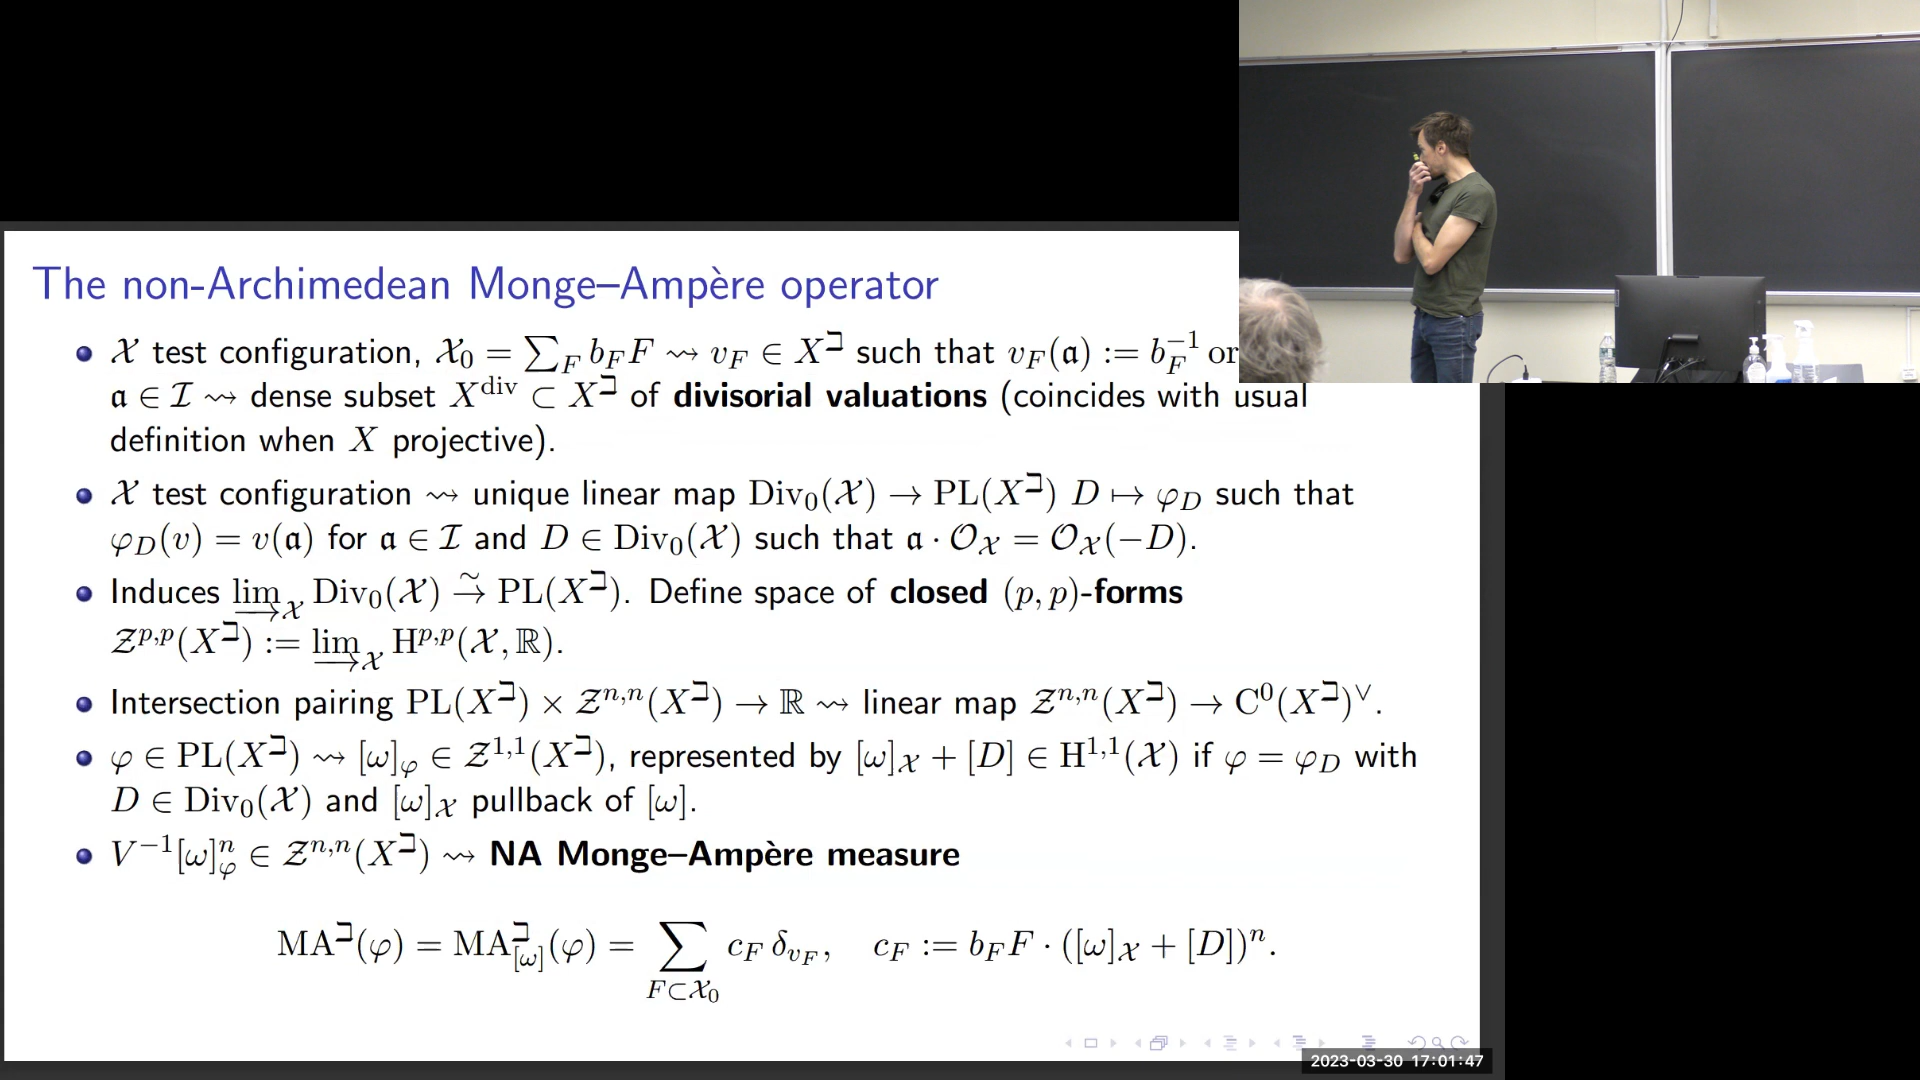 The non-Archimedean Monge–Ampère operator
𝒳 test configuration, 𝒳₀ = ∑_F b_F F ⇝ v_F ∈ X^ℶ such that v_F(𝔞) := b_F^{-1} or
𝔞 ∈ ℐ ⇝ dense subset X^div ⊂ X^ℶ of divisorial valuations (coincides with usual
definition when X projective).
𝒳 test configuration ⇝ unique linear map Div₀(𝒳) → PL(X^ℶ) D ↦ φ_D such that
φ_D(v) = v(𝔞) for 𝔞 ∈ ℐ and D ∈ Div₀(𝒳) such that 𝔞 · 𝒪_𝒳 = 𝒪_𝒳(−D).
Induces lim→_𝒳 Div₀(𝒳) →̃ PL(X^ℶ). Define space of closed (p, p)-forms
𝒵^{p,p}(X^ℶ) := lim→_𝒳 H^{p,p}(𝒳, ℝ).
Intersection pairing PL(X^ℶ) × 𝒵^{n,n}(X^ℶ) → ℝ ⇝ linear map 𝒵^{n,n}(X^ℶ) → C⁰(X^ℶ)^∨.
φ ∈ PL(X^ℶ) ⇝ [ω]_φ ∈ 𝒵^{1,1}(X^ℶ), represented by [ω]_𝒳 + [D] ∈ H^{1,1}(𝒳) if φ = φ_D with
D ∈ Div₀(𝒳) and [ω]_𝒳 pullback of [ω].
V^{-1}[ω]_φ^n ∈ 𝒵^{n,n}(X^ℶ) ⇝ NA Monge–Ampère measure
MA^ℶ(φ) = MA^ℶ_{[ω]}(φ) = ∑_{F⊂𝒳₀} c_F δ_{v_F}, c_F := b_F F · ([ω]_𝒳 + [D])^n.
2023-03-30 17:01:47